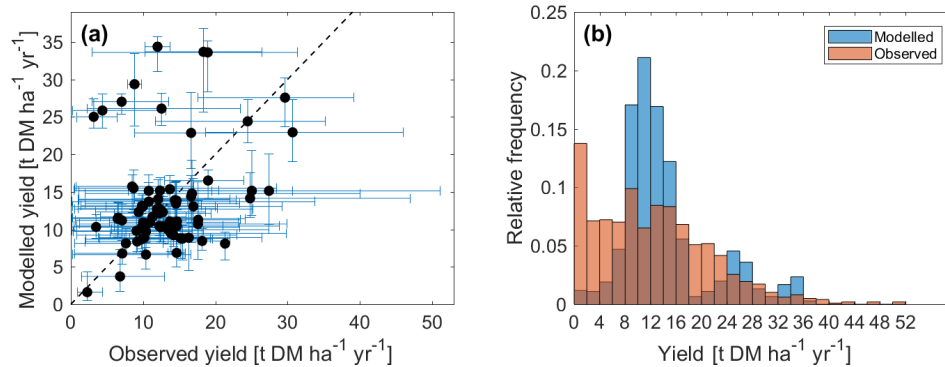 (a)
Modelled yield [t DM ha⁻¹ yr⁻¹]
35
30
25
20
15
10
5
0
0 10 20 30 40 50
Observed yield [t DM ha⁻¹ yr⁻¹]
(b)
Modelled
Observed
Relative frequency
0.25
0.2
0.15
0.1
0.05
0
0 4 8 12 16 20 24 28 32 36 40 44 48 52
Yield [t DM ha⁻¹ yr⁻¹]